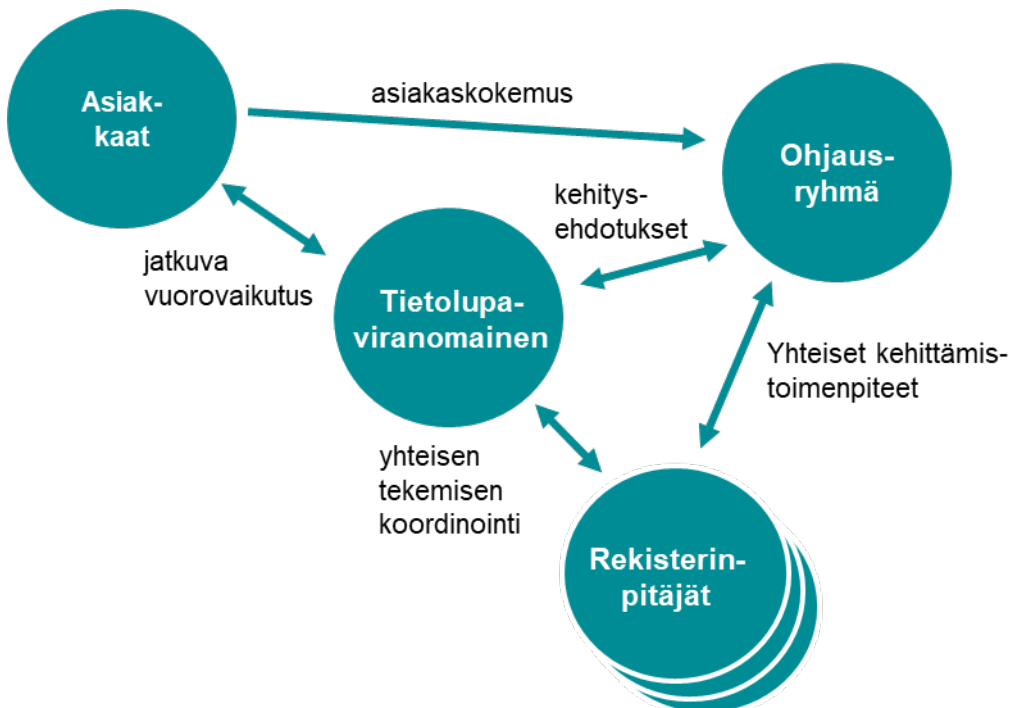 Asiak-
kaat
asiakaskokemus
Ohjaus-
ryhmä
kehitys-
ehdotukset
jatkuva
vuorovaikutus
Tietolupa-
viranomainen
Yhteiset kehittämis-
toimenpiteet
yhteisen
tekemisen
koordinointi
Rekisterin-
pitäjät